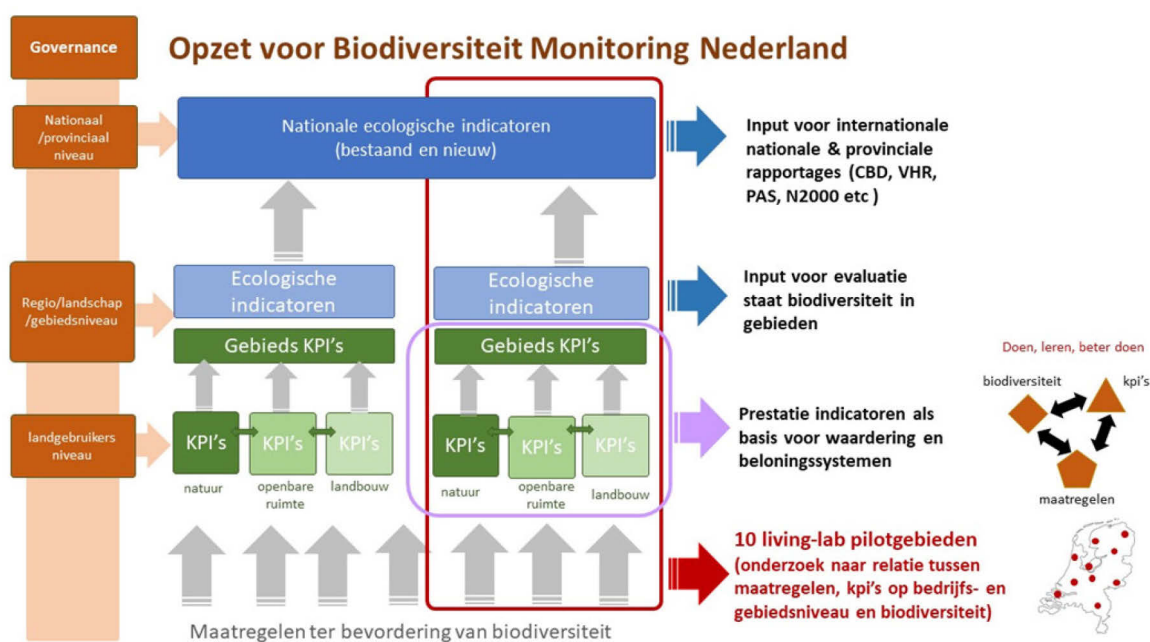 Governance
Opzet voor Biodiversiteit Monitoring Nederland
Nationaal
/provinciaal
niveau
Nationale ecologische indicatoren
(bestaand en nieuw)
Input voor internationale
nationale & provinciale
rapportages (CBD, VHR,
PAS, N2000 etc )
Regio/landschap
/gebiedsniveau
Ecologische
indicatoren
Ecologische
indicatoren
Input voor evaluatie
staat biodiversiteit in
gebieden
Gebieds KPI's
Gebieds KPI's
landgebruikers
niveau
KPI's
KPI's
KPI's
natuur
openbare
ruimte
landbouw
KPI's
KPI's
KPI's
natuur
openbare
ruimte
landbouw
Prestatie indicatoren als
basis voor waardering en
beloningssystemen
Doen, leren, beter doen
biodiversiteit
kpi's
maatregelen
10 living-lab pilotgebieden
(onderzoek naar relatie tussen
maatregelen, kpi's op bedrijfs- en
gebiedsniveau en biodiversiteit)
Maatregelen ter bevordering van biodiversiteit